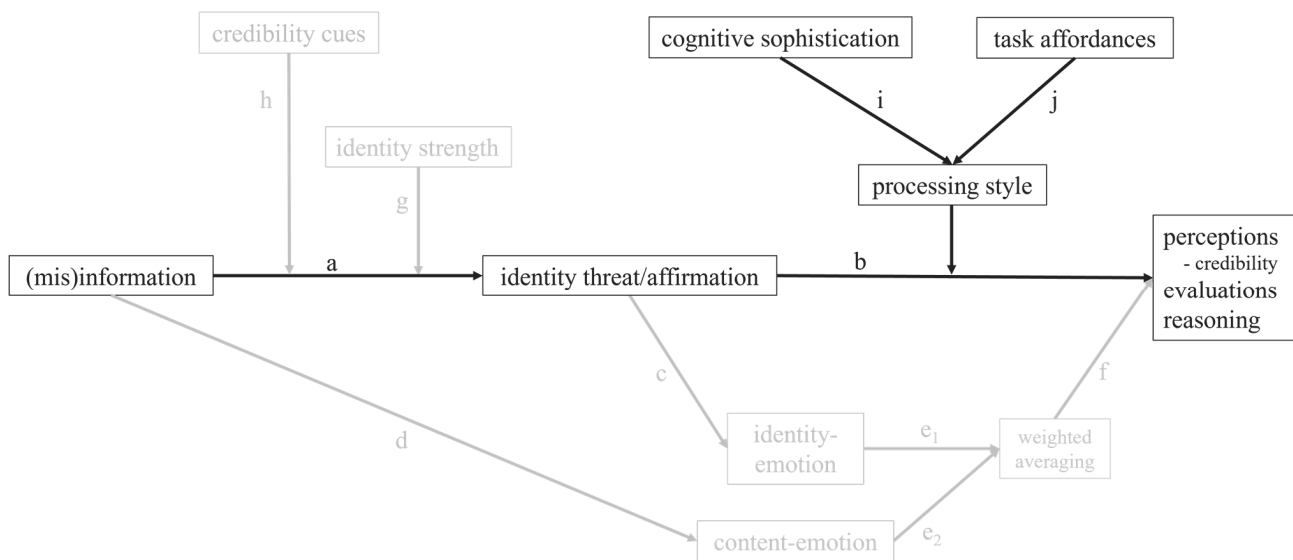 credibility cues
cognitive sophistication
task affordances
h
i
j
identity strength
processing style
g
(mis)information
a
identity threat/affirmation
b
perceptions
- credibility
evaluations
reasoning
c
f
d
identity-
emotion
e1
weighted
averaging
content-emotion
e2